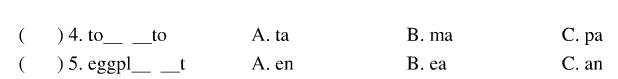 (      ) 4. to__ __to    A. ta    B. ma    C. pa
(      ) 5. eggpl__ __t    A. en    B. ea    C. an